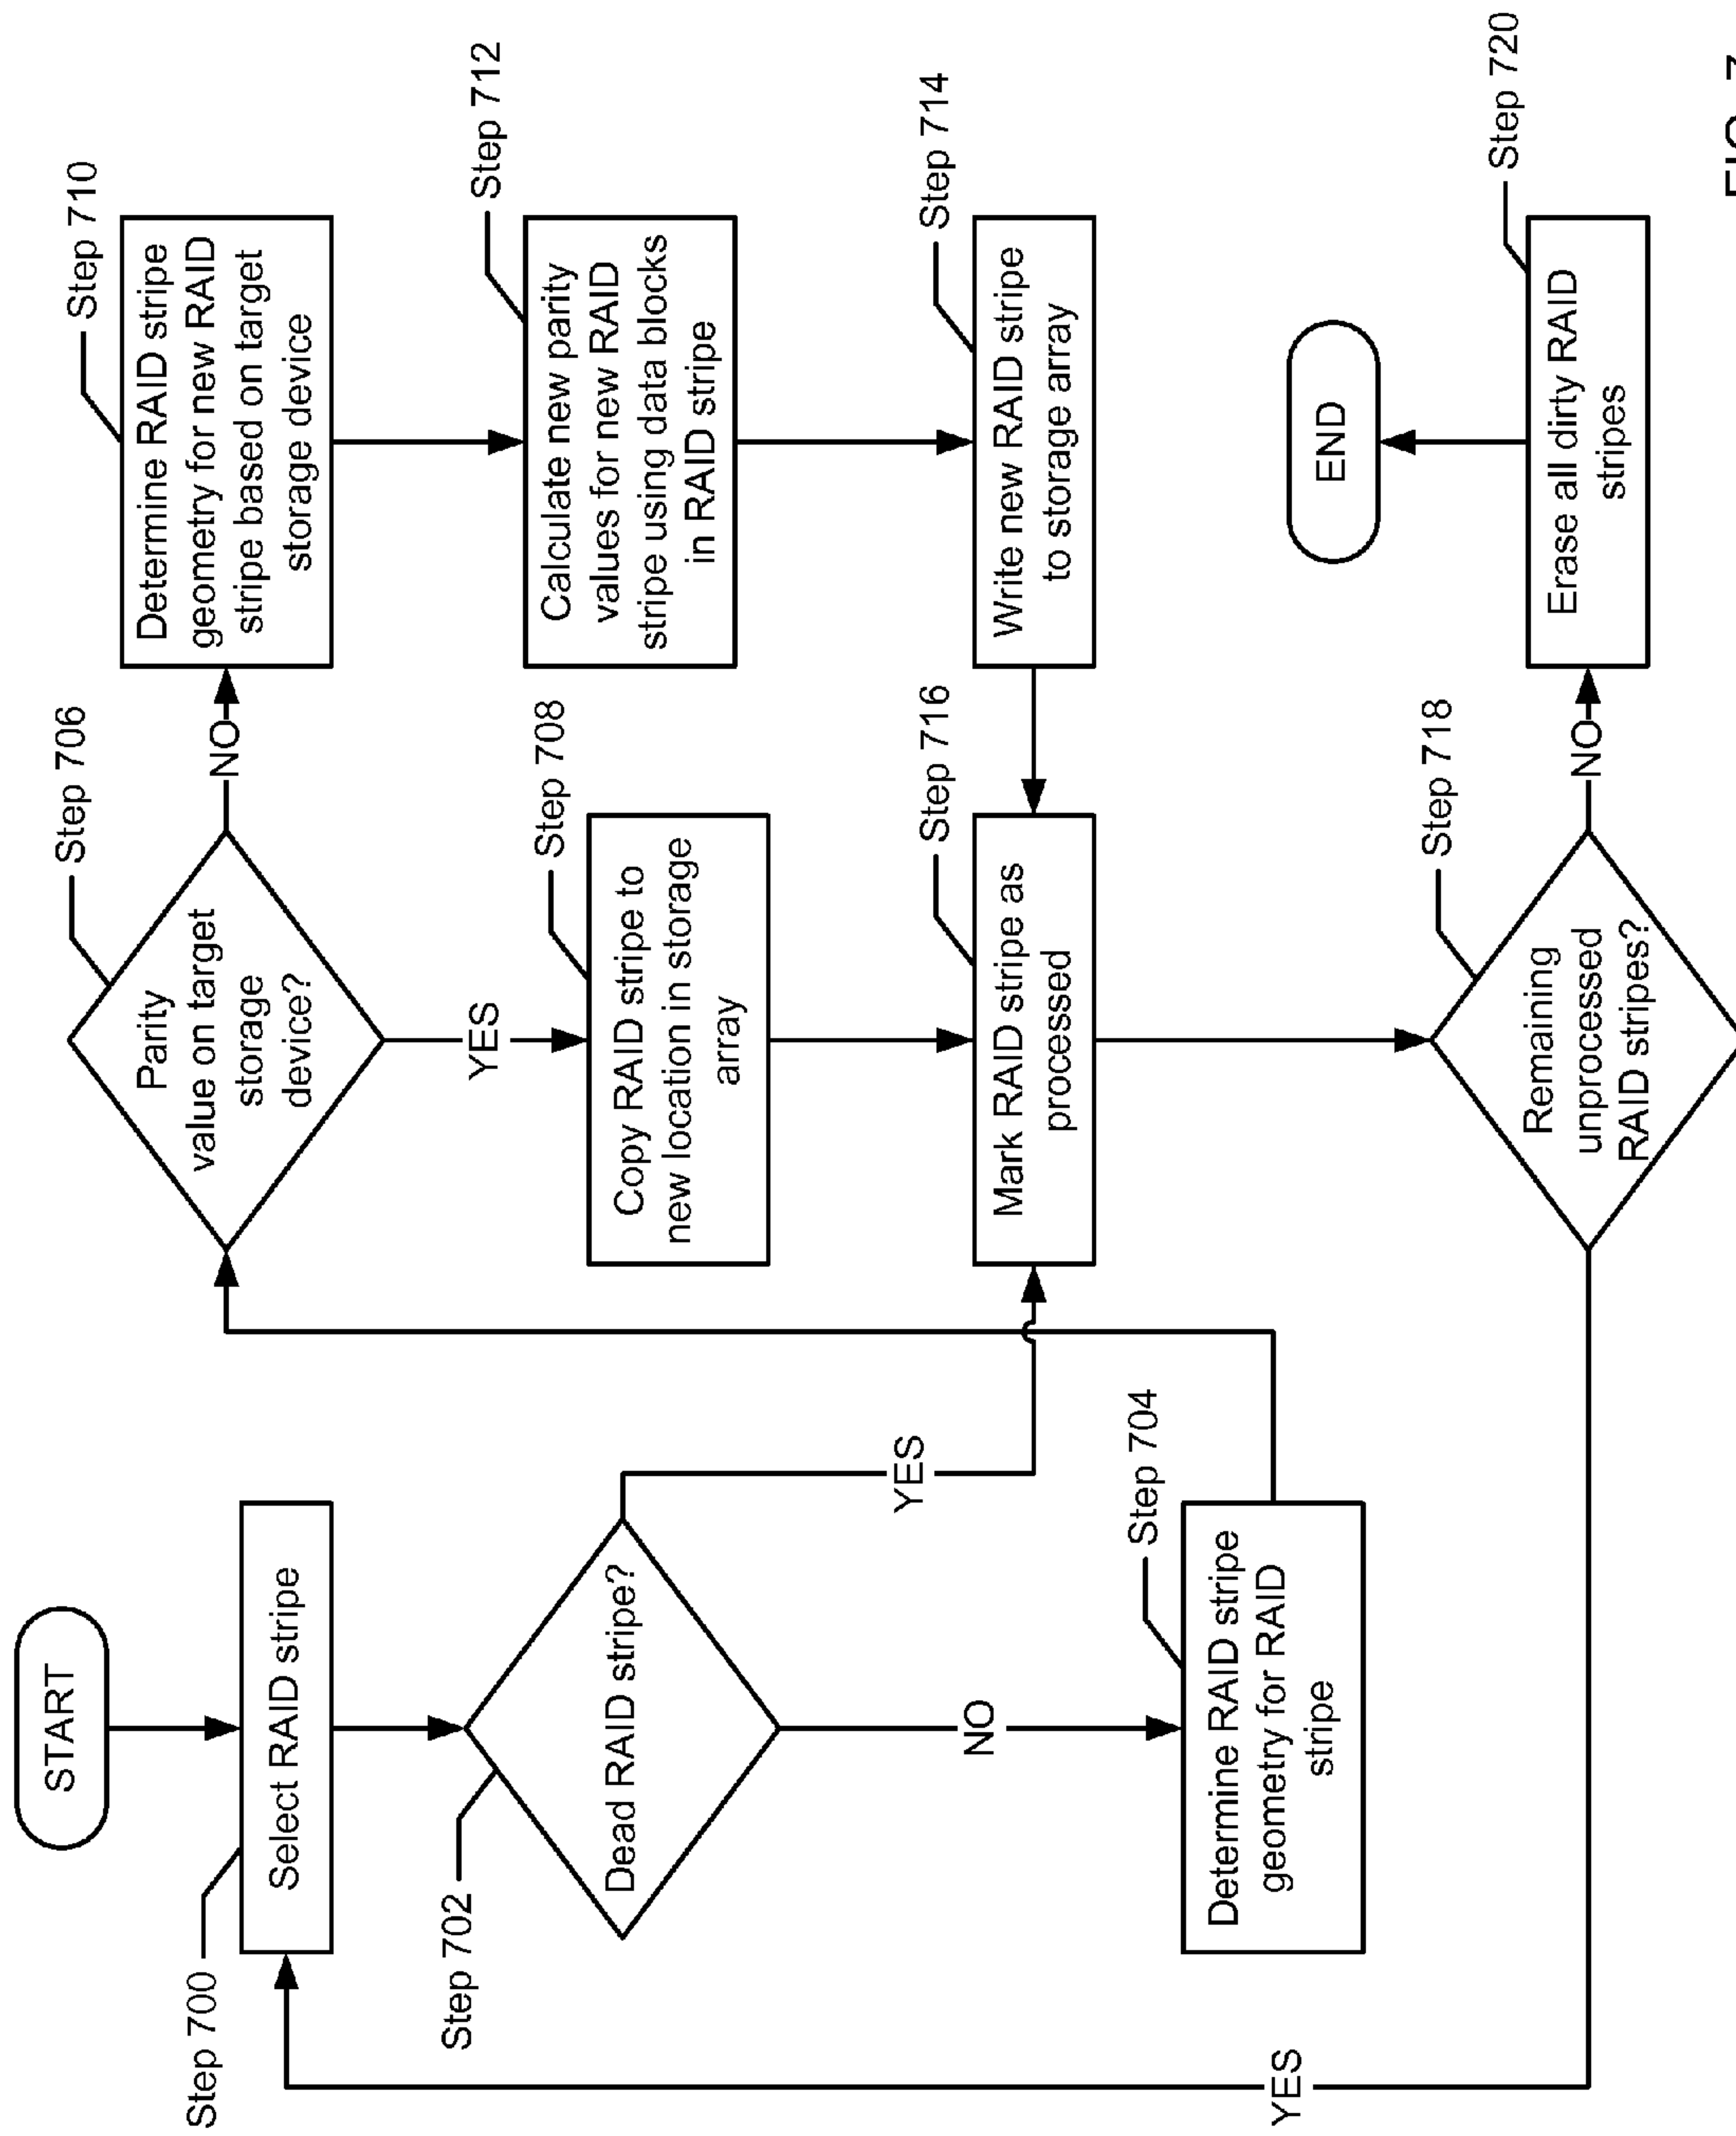 START
Step 700
Select RAID stripe
Step 702
Dead RAID stripe?
YES
NO
Step 704
Determine RAID stripe
geometry for RAID
stripe
YES
Step 706
Parity
value on target
storage
device?
NO
YES
Step 708
Copy RAID stripe to
new location in storage
array
Step 716
Mark RAID stripe as
processed
Step 718
Remaining
unprocessed
RAID stripes?
NO
Step 710
Determine RAID stripe
geometry for new RAID
stripe based on target
storage device
Step 712
Calculate new parity
values for new RAID
stripe using data blocks
in RAID stripe
Step 714
Write new RAID stripe
to storage array
END
Step 720
Erase all dirty RAID
stripes